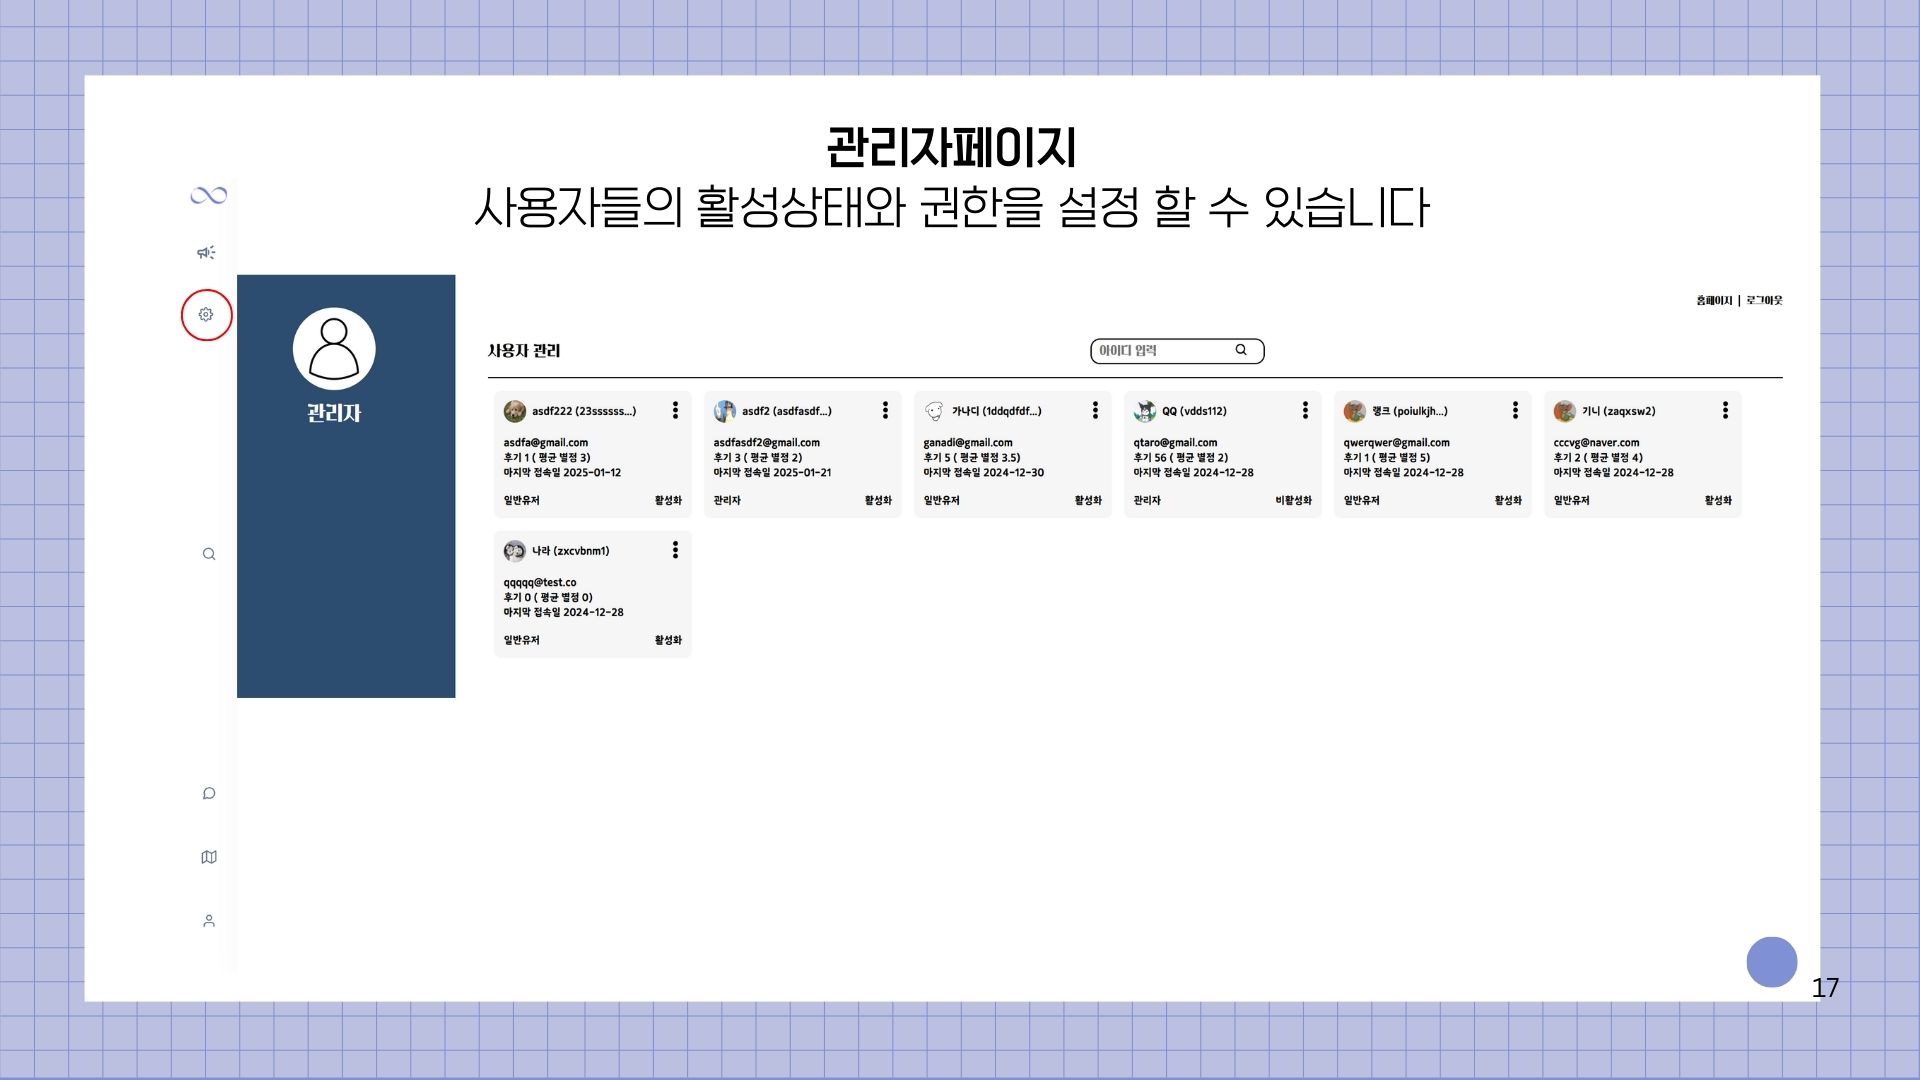 관리자페이지
사용자들의 활성상태와 권한을 설정 할 수 있습니다
홈페이지 | 로그아웃
관리자
사용자 관리
아이디 입력
asdf222 (23ssssss...)
asdfa@gmail.com
후기 1 ( 평균 별점 3)
마지막 접속일 2025-01-12
일반유저 활성화
asdf2 (asdfasdf...)
asdfasdf2@gmail.com
후기 3 ( 평균 별점 2)
마지막 접속일 2025-01-21
관리자 활성화
가나디 (1ddqdfdf...)
ganadi@gmail.com
후기 5 ( 평균 별점 3.5)
마지막 접속일 2024-12-30
일반유저 활성화
QQ (vdds112)
qtaro@gmail.com
후기 56 ( 평균 별점 2)
마지막 접속일 2024-12-28
관리자 비활성화
랭크 (poiulkjh...)
qwerqwer@gmail.com
후기 1 ( 평균 별점 5)
마지막 접속일 2024-12-28
일반유저 활성화
기니 (zaqxsw2)
cccvg@naver.com
후기 2 ( 평균 별점 4)
마지막 접속일 2024-12-28
일반유저 활성화
나라 (zxcvbnm1)
qqqqq@test.co
후기 0 ( 평균 별점 0)
마지막 접속일 2024-12-28
일반유저 활성화
17